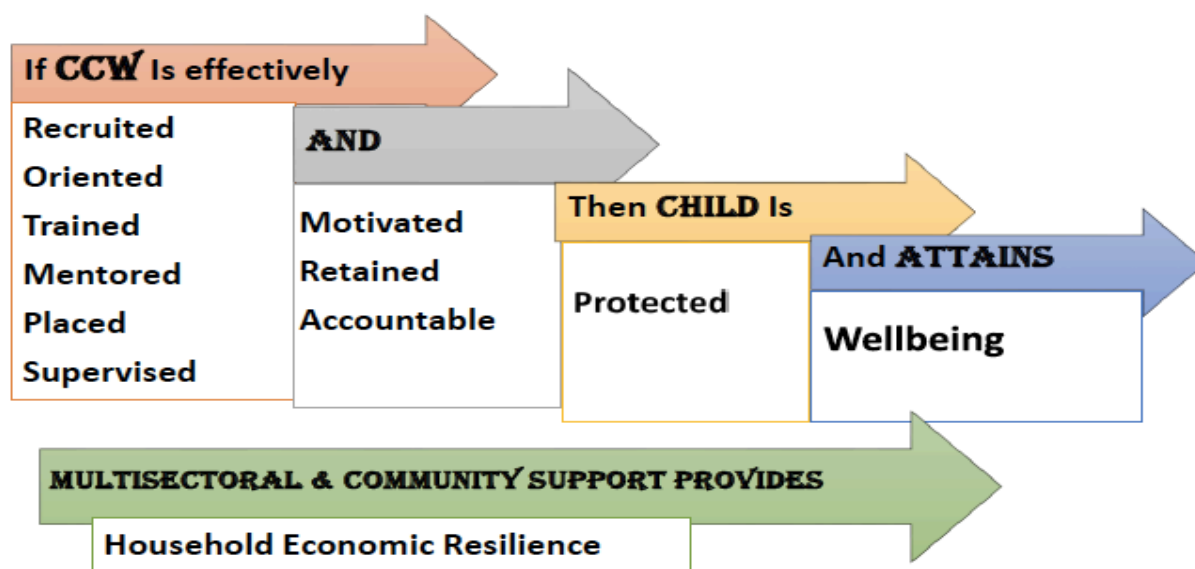 If CCW Is effectively
Recruited
Oriented
Trained
Mentored
Placed
Supervised
AND
Motivated
Retained
Accountable
Then CHILD Is
Protected
And ATTAINS
Wellbeing
MULTISECTORAL & COMMUNITY SUPPORT PROVIDES
Household Economic Resilience